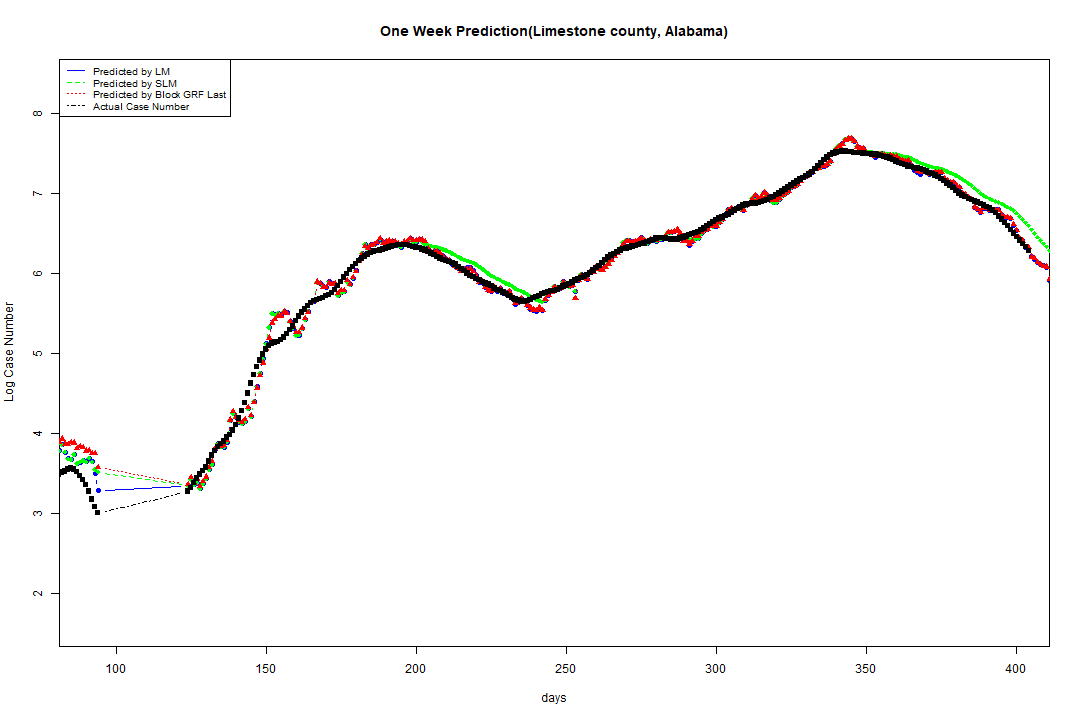 One Week Prediction(Limestone county, Alabama)
Predicted by LM
Predicted by SLM
Predicted by Block GRF Last
Actual Case Number
8
7
6
5
4
3
2
Log Case Number
100 150 200 250 300 350 400
days